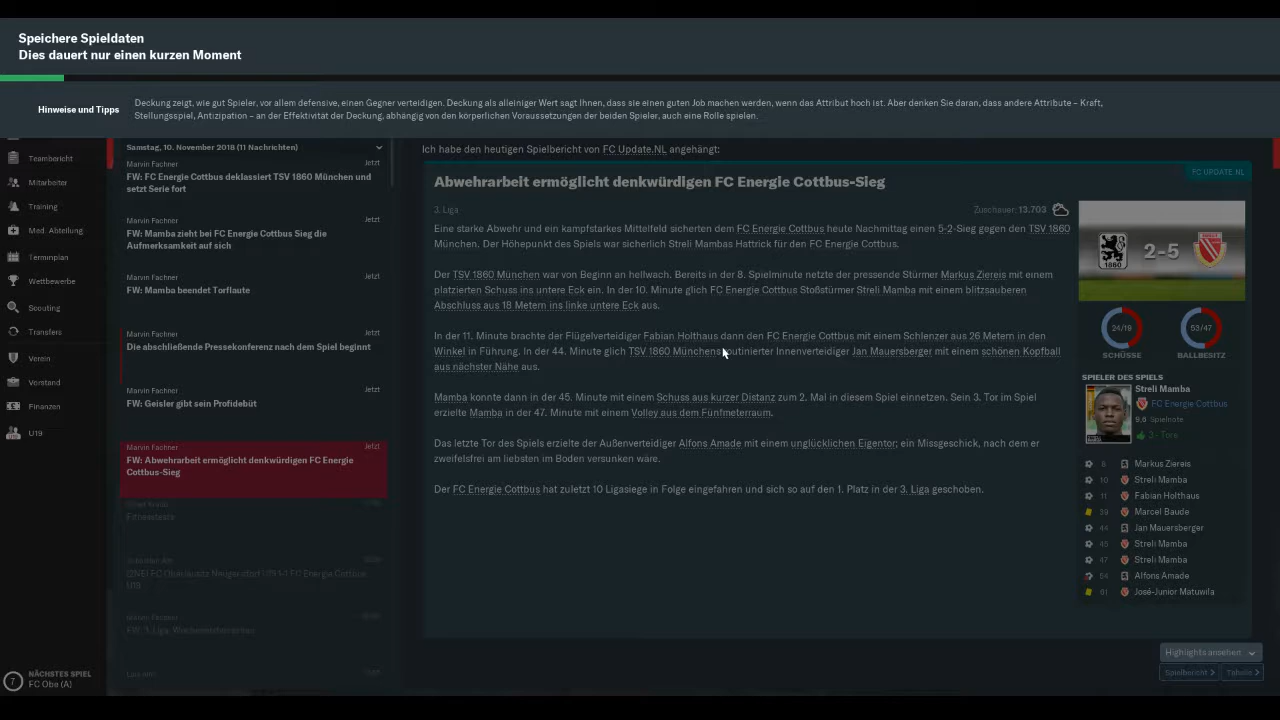 Speichere Spieldaten
Dies dauert nur einen kurzen Moment
Hinweise und Tipps
Deckung zeigt, wie gut Spieler, vor allem defensive, einen Gegner verteidigen. Deckung als alleiniger Wert sagt Ihnen, dass sie einen guten Job machen werden, wenn das Attribut hoch ist. Aber denken Sie daran, dass andere Attribute – Kraft,
Stellungsspiel, Antizipation – an der Effektivität der Deckung, abhängig von den körperlichen Voraussetzungen der beiden Spieler, auch eine Rolle spielen.
Teambericht
Mitarbeiter
Training
Med. Abteilung
Terminplan
Wettbewerbe
Scouting
Transfers
Verein
Vorstand
Finanzen
U19
7
NÄCHSTES SPIEL
FC Obe (A)
Samstag, 10. November 2018 (11 Nachrichten)
Marvin Fachner
Jetzt
FW: FC Energie Cottbus deklassiert TSV 1860 München und
setzt Serie fort
Marvin Fachner
Jetzt
FW: Mamba zieht bei FC Energie Cottbus Sieg die
Aufmerksamkeit auf sich
Marvin Fachner
Jetzt
FW: Mamba beendet Torflaute
Marvin Fachner
Jetzt
Die abschließende Pressekonferenz nach dem Spiel beginnt
Marvin Fachner
Jetzt
FW: Geisler gibt sein Profidebüt
Marvin Fachner
Jetzt
FW: Abwehrarbeit ermöglicht denkwürdigen FC Energie
Cottbus-Sieg
Fitnesstests
Marvin Fachner
Ich habe den heutigen Spielbericht von FC Update.NL angehängt:
Abwehrarbeit ermöglicht denkwürdigen FC Energie Cottbus-Sieg
FC UPDATE NL
3. Liga
Zuschauer: 13.703
Eine starke Abwehr und ein kampfstarkes Mittelfeld sicherten dem FC Energie Cottbus heute Nachmittag einen 5-2-Sieg gegen den TSV 1860
München. Der Höhepunkt des Spiels war sicherlich Streli Mambas Hattrick für den FC Energie Cottbus.
Der TSV 1860 München war von Beginn an hellwach. Bereits in der 8. Spielminute netzte der pressende Stürmer Markus Ziereis mit einem
platzierten Schuss ins untere Eck ein. In der 10. Minute glich FC Energie Cottbus Stoßstürmer Streli Mamba mit einem blitzsauberen
Abschluss aus 18 Metern ins linke untere Eck aus.
In der 11. Minute brachte der Flügelverteidiger Fabian Holthaus dann den FC Energie Cottbus mit einem Schlenzer aus 26 Metern in den
Winkel in Führung. In der 44. Minute glich TSV 1860 Münchens routinierter Innenverteidiger Jan Mauersberger mit einem schönen Kopfball
aus nächster Nähe aus.
Mamba konnte dann in der 45. Minute mit einem Schuss aus kurzer Distanz zum 2. Mal in diesem Spiel einnetzen. Sein 3. Tor im Spiel
erzielte Mamba in der 47. Minute mit einem Volley aus dem Fünfmeterraum.
Das letzte Tor des Spiels erzielte der Außenverteidiger Alfons Amade mit einem unglücklichen Eigentor; ein Missgeschick, nach dem er
zweifelsfrei am liebsten im Boden versunken wäre.
Der FC Energie Cottbus hat zuletzt 10 Ligasiege in Folge eingefahren und sich so auf den 1. Platz in der 3. Liga geschoben.
1860
2-5
24/19
SCHÜSSE
53/47
BALLBESITZ
SPIELER DES SPIELS
Streli Mamba
FC Energie Cottbus
9.6 Spielnote
3 - Tore
8 Markus Ziereis
10 Streli Mamba
11 Fabian Holthaus
39 Marcel Baude
44 Jan Mauersberger
45 Streli Mamba
47 Streli Mamba
54 Alfons Amade
61 José-Junior Matuwila
Highlights ansehen
Spielbericht
Tabelle